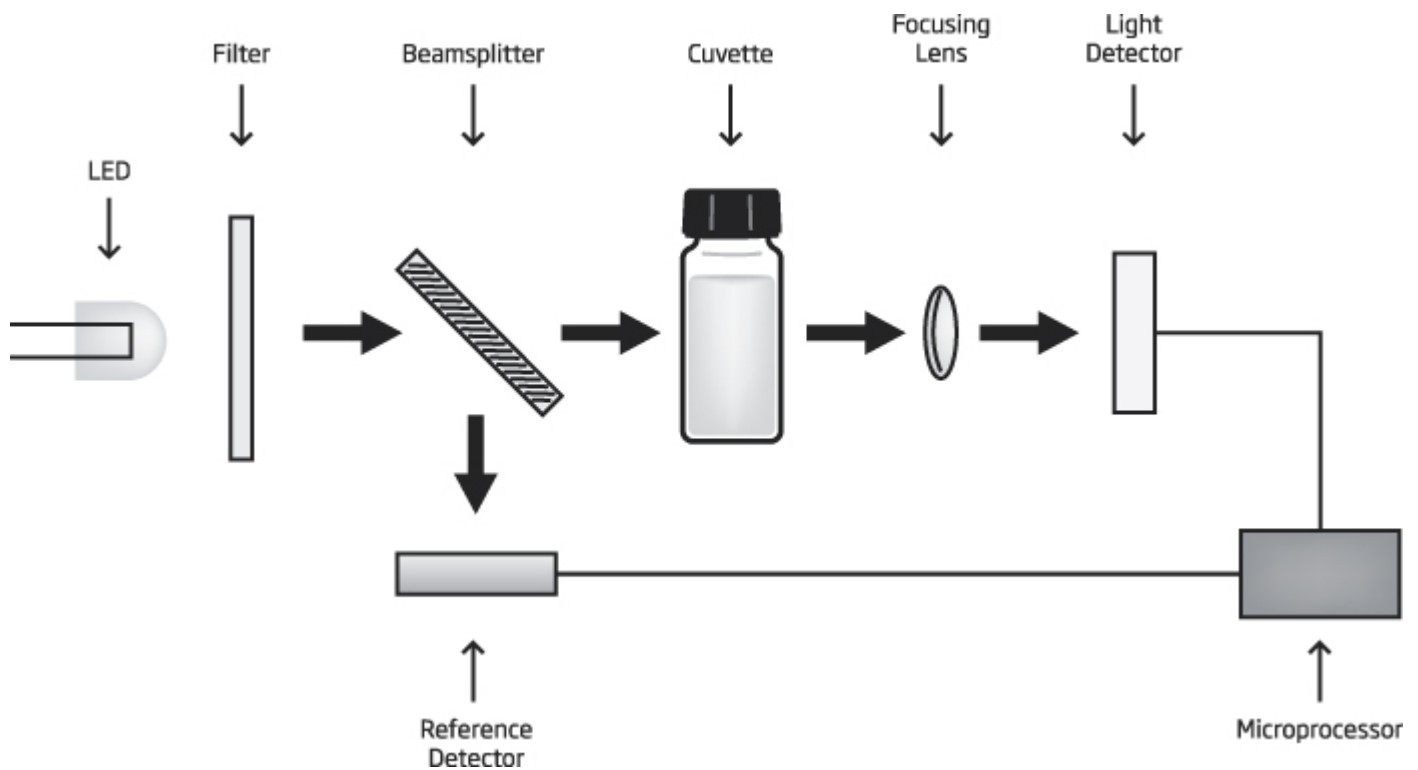 Filter
Beamsplitter
Cuvette
Focusing
Lens
Light
Detector
LED
Reference
Detector
Microprocessor